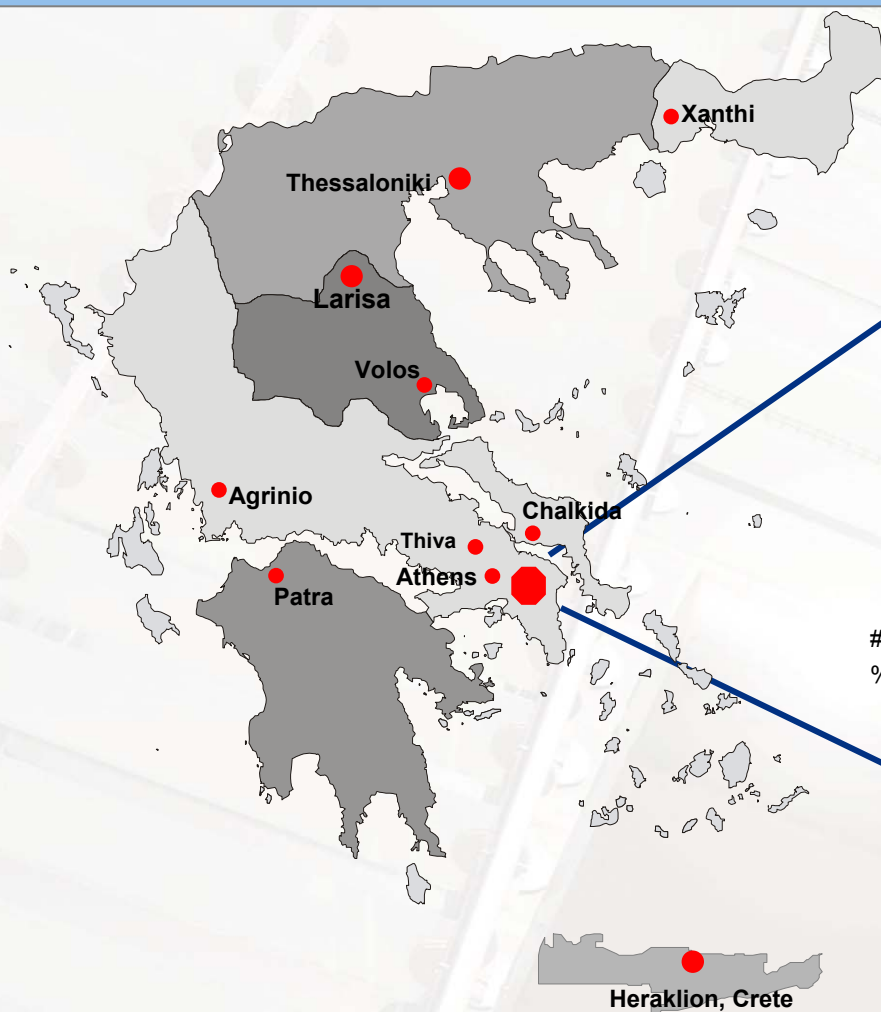 Xanthi
Thessaloniki
Larisa
Volos
Agrinio
Chalkida
Thiva
Athens
Patra
#
%
Heraklion, Crete